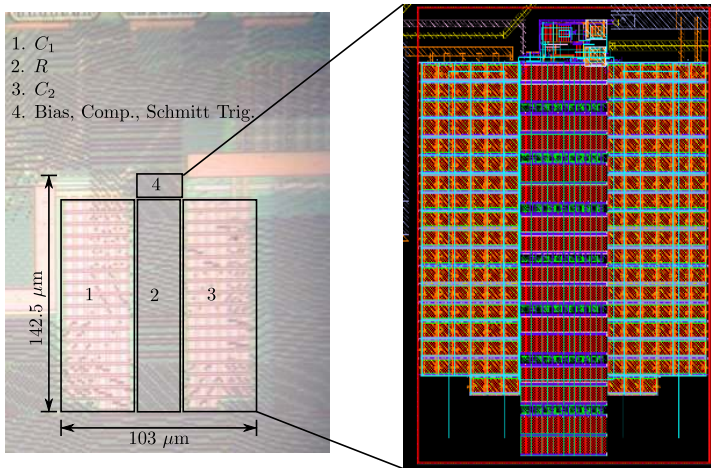 1. C₁
2. R
3. C₂
4. Bias, Comp., Schmitt Trig.
4
1
2
3
142.5 μm
103 μm